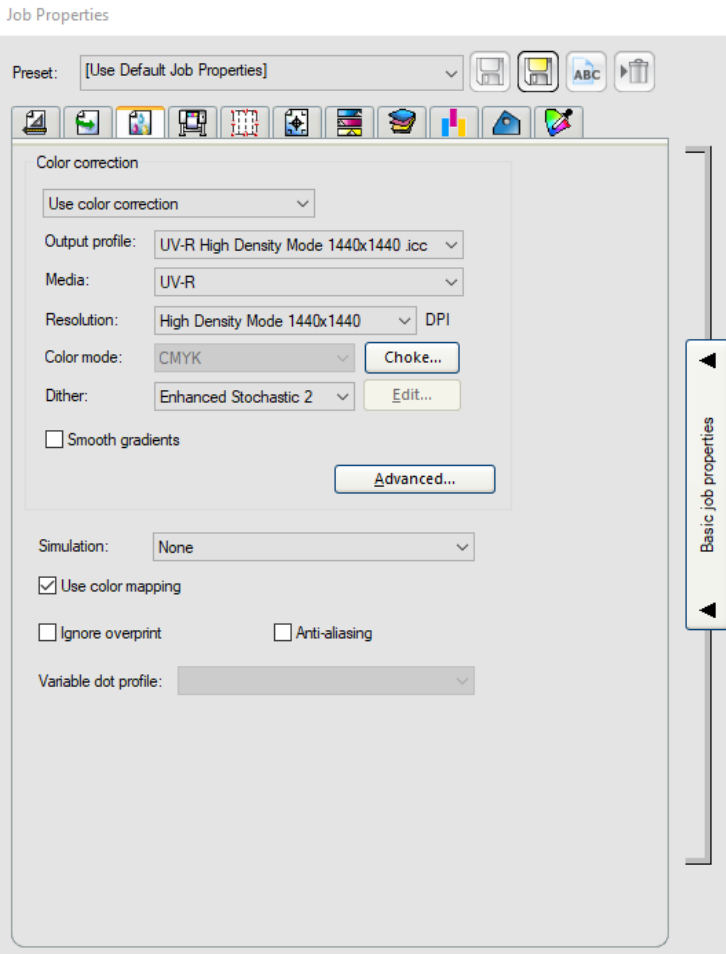 Job Properties
Preset: [Use Default Job Properties]
ABC
Color correction
Use color correction
Output profile: UV-R High Density Mode 1440x1440 .icc
Media: UV-R
Resolution: High Density Mode 1440x1440 DPI
Color mode: CMYK Choke...
Dither: Enhanced Stochastic 2 Edit...
Smooth gradients
Advanced...
Simulation: None
Use color mapping
Ignore overprint Anti-aliasing
Variable dot profile:
Basic job properties